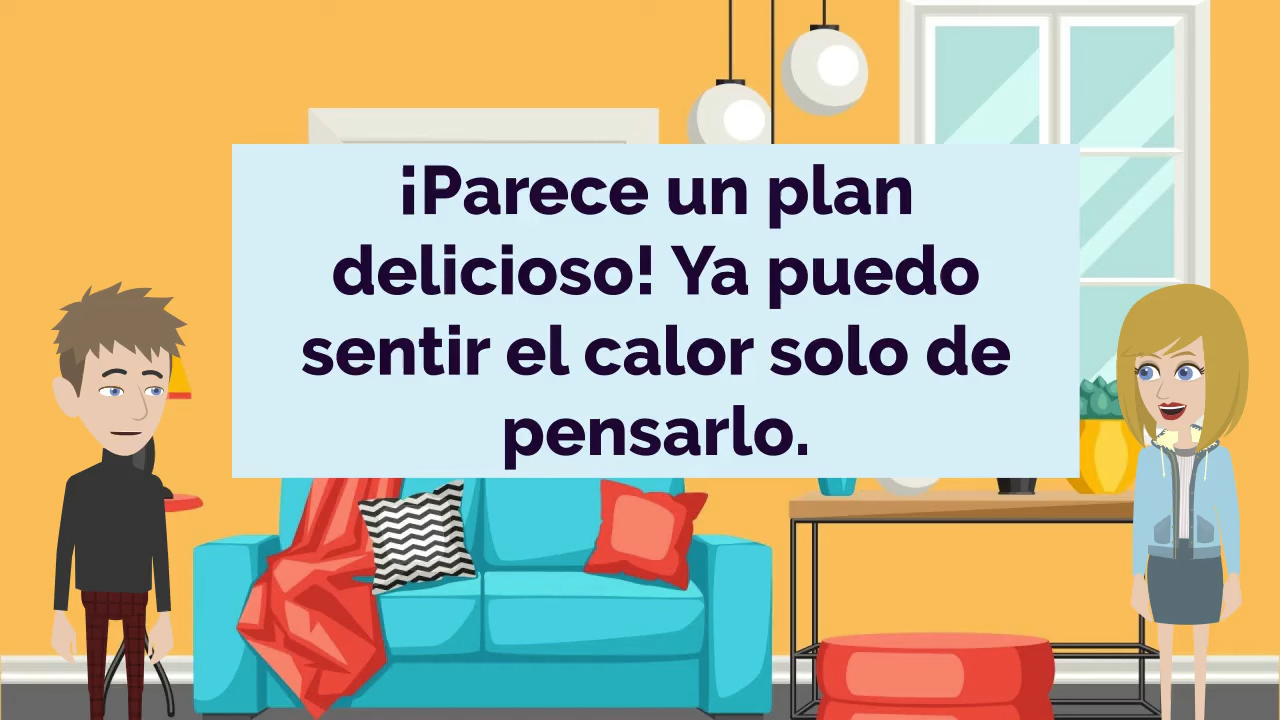 ¡Parece un plan
delicioso! Ya puedo
sentir el calor solo de
pensarlo.